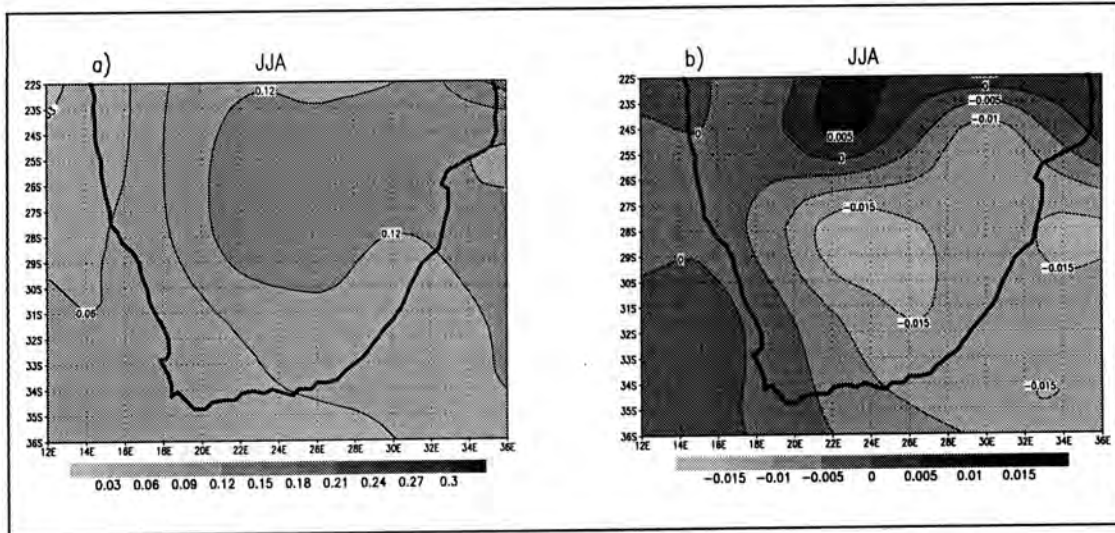 a) JJA
22S
23S
24S
25S
26S
27S
28S
29S
30S
31S
32S
33S
34S
35S
36S
0.12
0.12
0.06
12E 14E 16E 18E 20E 22E 24E 26E 28E 30E 32E 34E 36E
0.03 0.06 0.09 0.12 0.15 0.18 0.21 0.24 0.27 0.3
b) JJA
22S
23S
24S
25S
26S
27S
28S
29S
30S
31S
32S
33S
34S
35S
36S
0
-0.005
-0.01
0
0.005
0
0
-0.015
-0.015
0
-0.015
-0.015
12E 14E 16E 18E 20E 22E 24E 26E 28E 30E 32E 34E 36E
-0.015 -0.01 -0.005 0 0.005 0.01 0.015